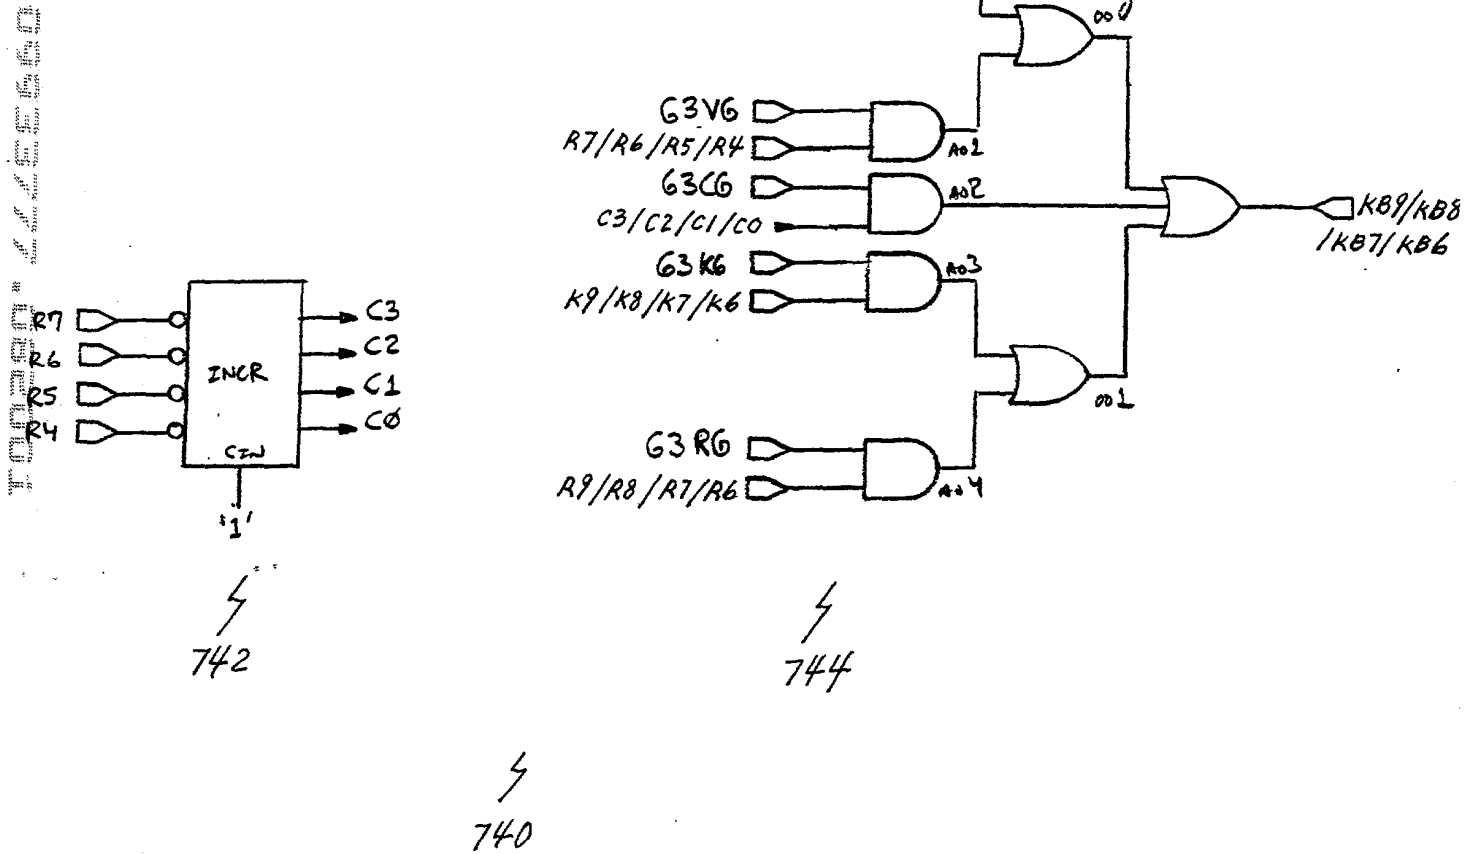 oo0
G3VG
R7/R6/R5/R4
Ao1
G3CG
Ao2
C3/C2/C1/C0
KB9/KB8
/KB7/KB6
G3KG
Ao3
K9/K8/K7/K6
R7
C3
R6
INCR
C2
R5
C1
R4
CØ
CIN
oo1
G3RG
R9/R8/R7/R6
Ao4
'1'
742
744
740